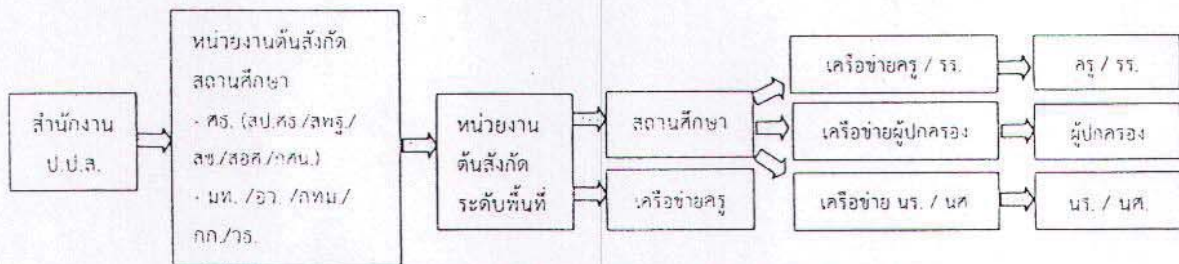 สำนักงาน
ป.ป.ส.
หน่วยงานต้นสังกัด
สถานศึกษา
- ศธ. (สป.ศธ./สพฐ./
สช./สอศ./กศน.)
- มท. /อว. /กทม./
กก./วธ.
หน่วยงาน
ต้นสังกัด
ระดับพื้นที่
สถานศึกษา
เครือข่ายครู
เครือข่ายครู / รร.
เครือข่ายผู้ปกครอง
เครือข่าย นร. / นศ
ครู / รร.
ผู้ปกครอง
นร. / นศ.